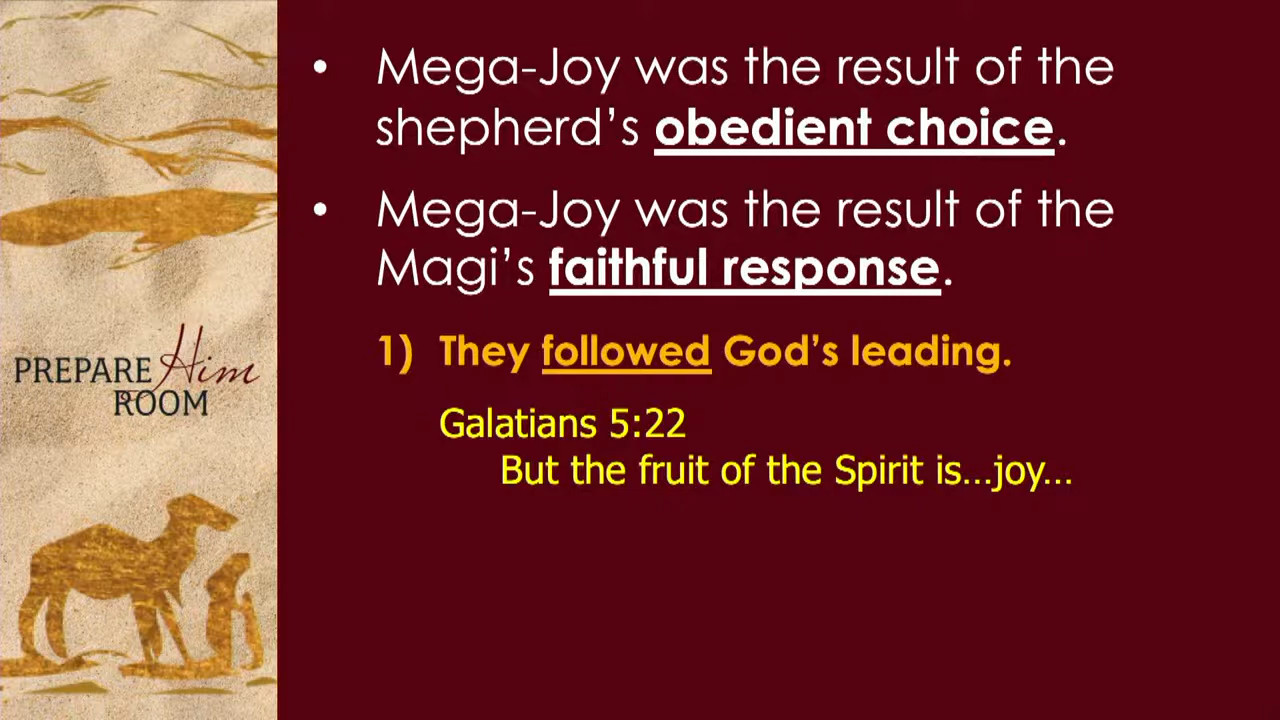 PREPARE Him
ROOM
• Mega-Joy was the result of the
shepherd’s obedient choice.
• Mega-Joy was the result of the
Magi’s faithful response.
1) They followed God’s leading.
Galatians 5:22
But the fruit of the Spirit is…joy…